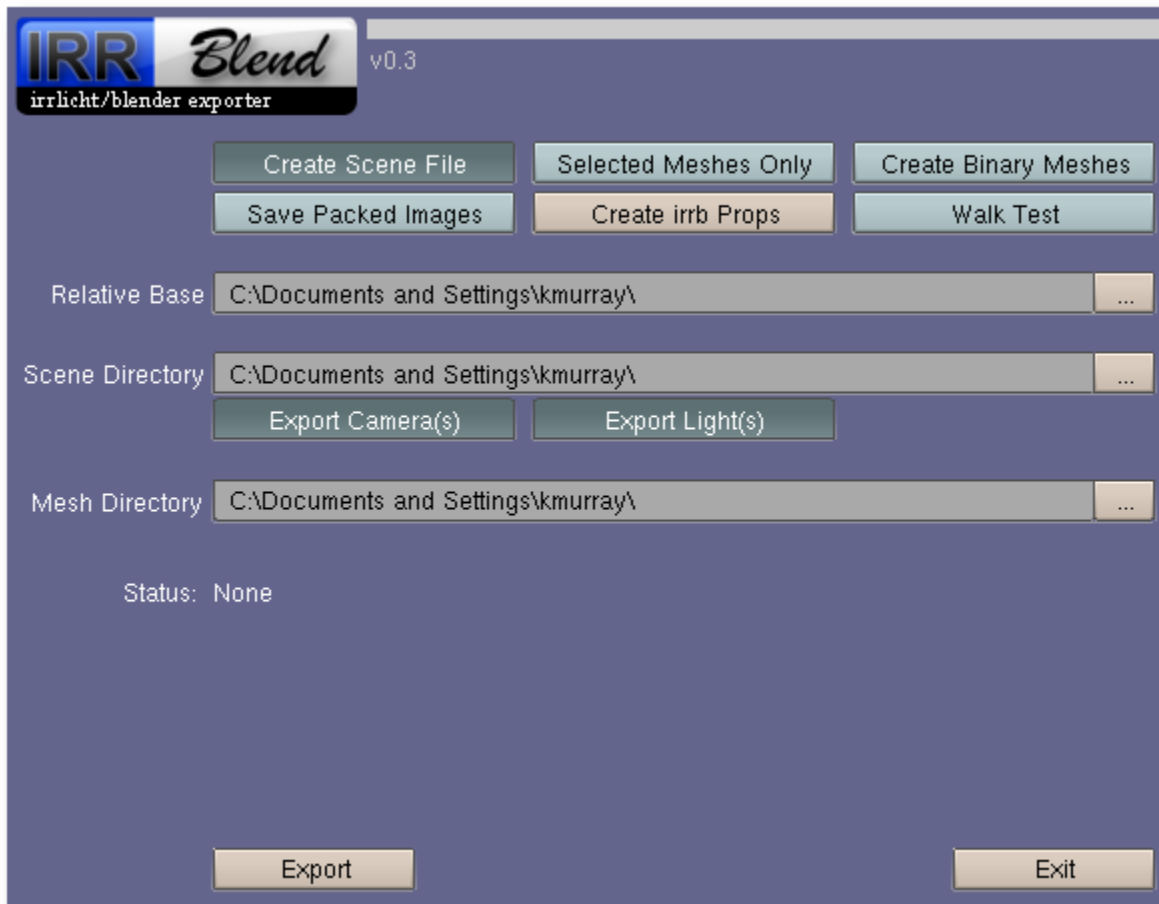 IRR Blend
v0.3
irrlicht/blender exporter
Create Scene File Selected Meshes Only Create Binary Meshes
Save Packed Images Create irrb Props Walk Test
Relative Base C:\Documents and Settings\kmurray\ ...
Scene Directory C:\Documents and Settings\kmurray\ ...
Export Camera(s) Export Light(s)
Mesh Directory C:\Documents and Settings\kmurray\ ...
Status: None
Export Exit